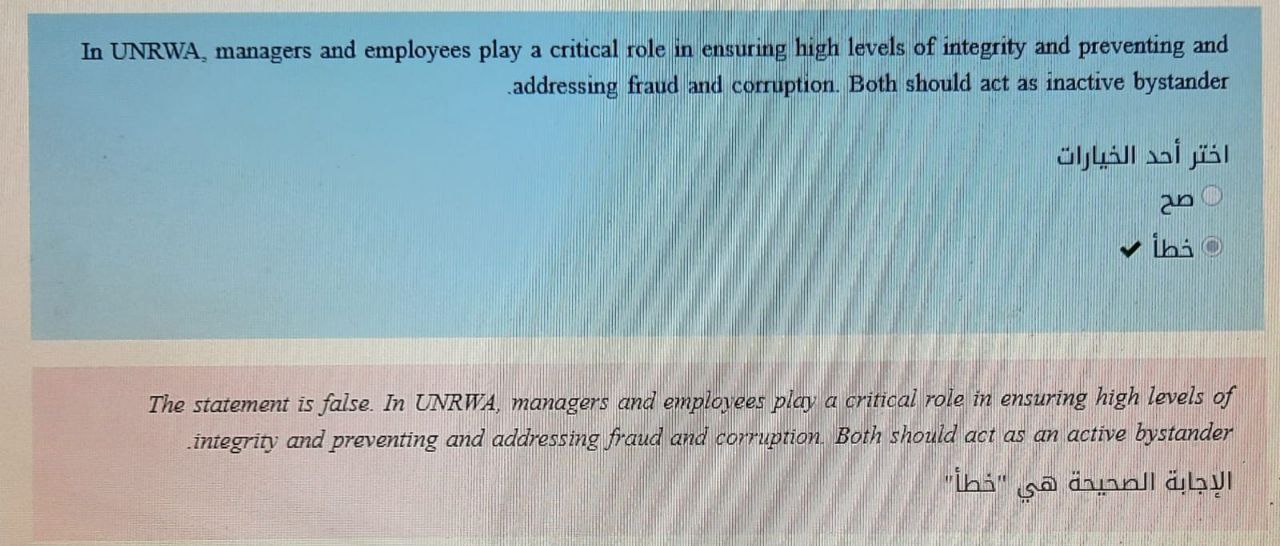 In UNRWA, managers and employees play a critical role in ensuring high levels of integrity and preventing and
.addressing fraud and corruption. Both should act as inactive bystander
اختر أحد الخيارات
صح
خطأ ✔
The statement is false. In UNRWA, managers and employees play a critical role in ensuring high levels of
.integrity and preventing and addressing fraud and corruption. Both should act as an active bystander
الإجابة الصحيحة هي "خطأ"